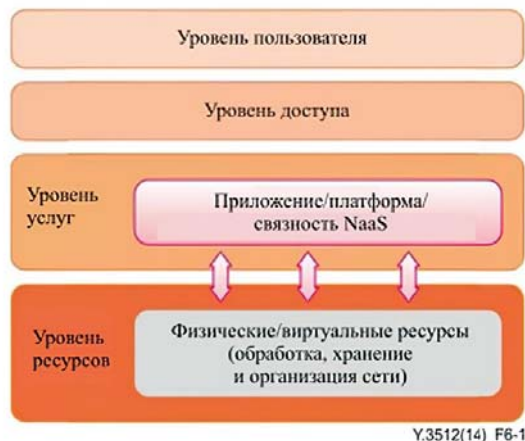 Уровень пользователя
Уровень доступа
Уровень
услуг
Приложение/платформа/
связность NaaS
Уровень
ресурсов
Физические/виртуальные ресурсы
(обработка, хранение
и организация сети)
Y.3512(14)_F6-1